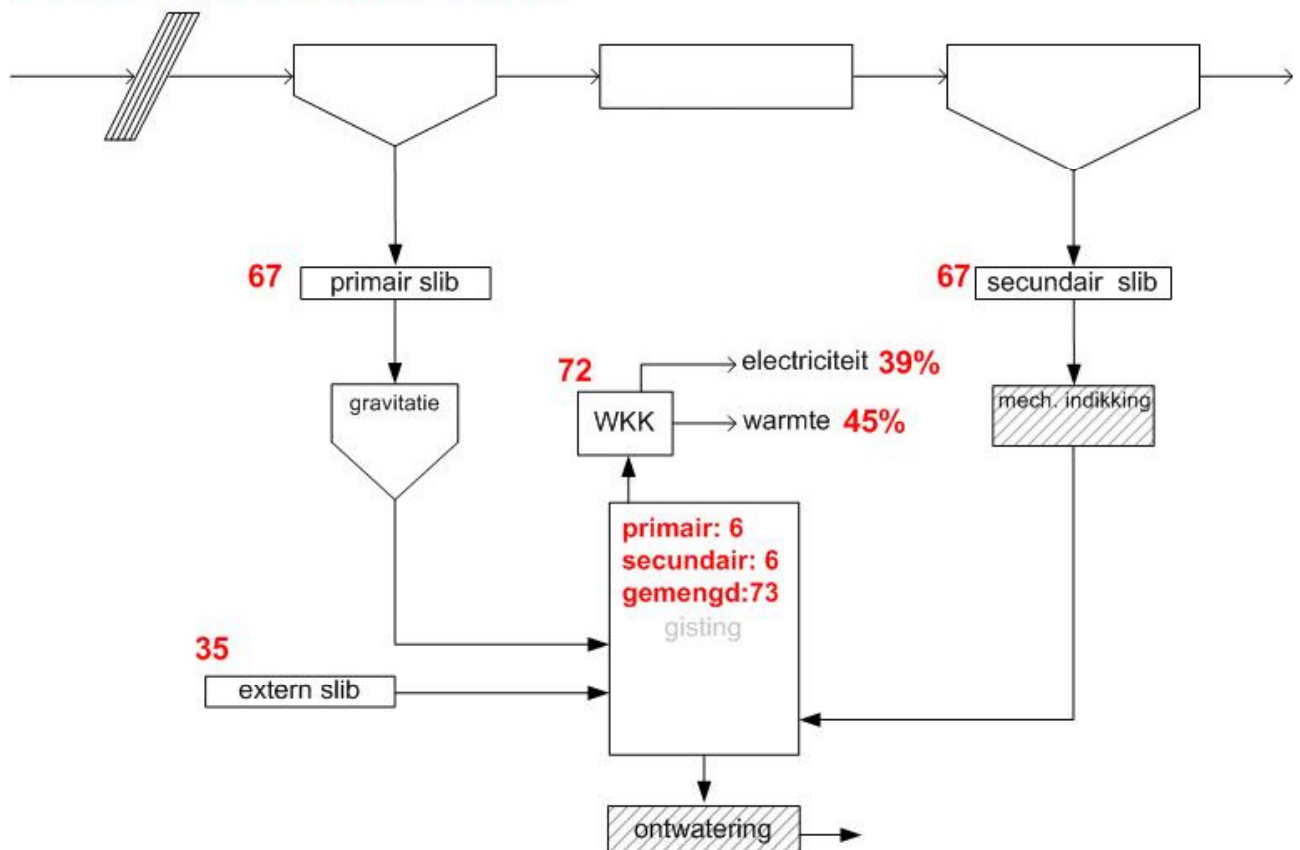 67 primair slib
67 secundair slib
gravitatie
72
WKK
electriciteit 39%
warmte 45%
mech. indikking
primair: 6
secundair: 6
gemengd:73
gisting
35
extern slib
ontwatering